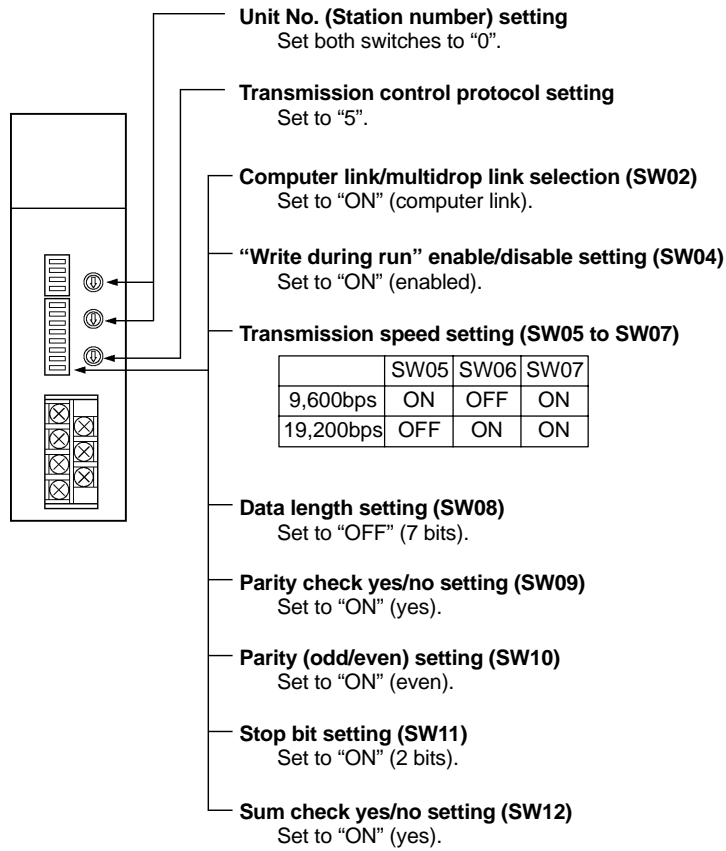 Unit No. (Station number) setting
Set both switches to “0”.
Transmission control protocol setting
Set to “5”.
Computer link/multidrop link selection (SW02)
Set to “ON” (computer link).
“Write during run” enable/disable setting (SW04)
Set to “ON” (enabled).
Transmission speed setting (SW05 to SW07)
SW05 SW06 SW07
9,600bps ON OFF ON
19,200bps OFF ON ON
Data length setting (SW08)
Set to “OFF” (7 bits).
Parity check yes/no setting (SW09)
Set to “ON” (yes).
Parity (odd/even) setting (SW10)
Set to “ON” (even).
Stop bit setting (SW11)
Set to “ON” (2 bits).
Sum check yes/no setting (SW12)
Set to “ON” (yes).